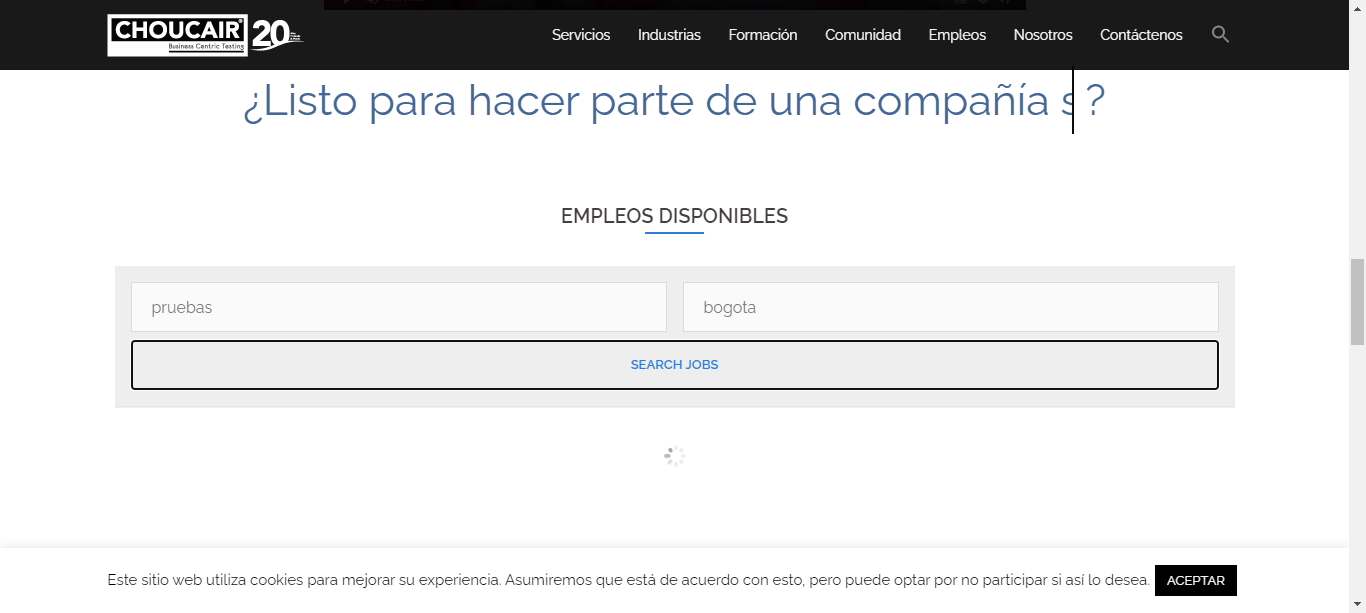 CHOUCAIR
Business Centric Testing
20
Servicios Industrias Formación Comunidad Empleos Nosotros Contáctenos
¿Listo para hacer parte de una compañía s ?
EMPLEOS DISPONIBLES
pruebas
bogota
SEARCH JOBS
Este sitio web utiliza cookies para mejorar su experiencia. Asumiremos que está de acuerdo con esto, pero puede optar por no participar si así lo desea. ACEPTAR